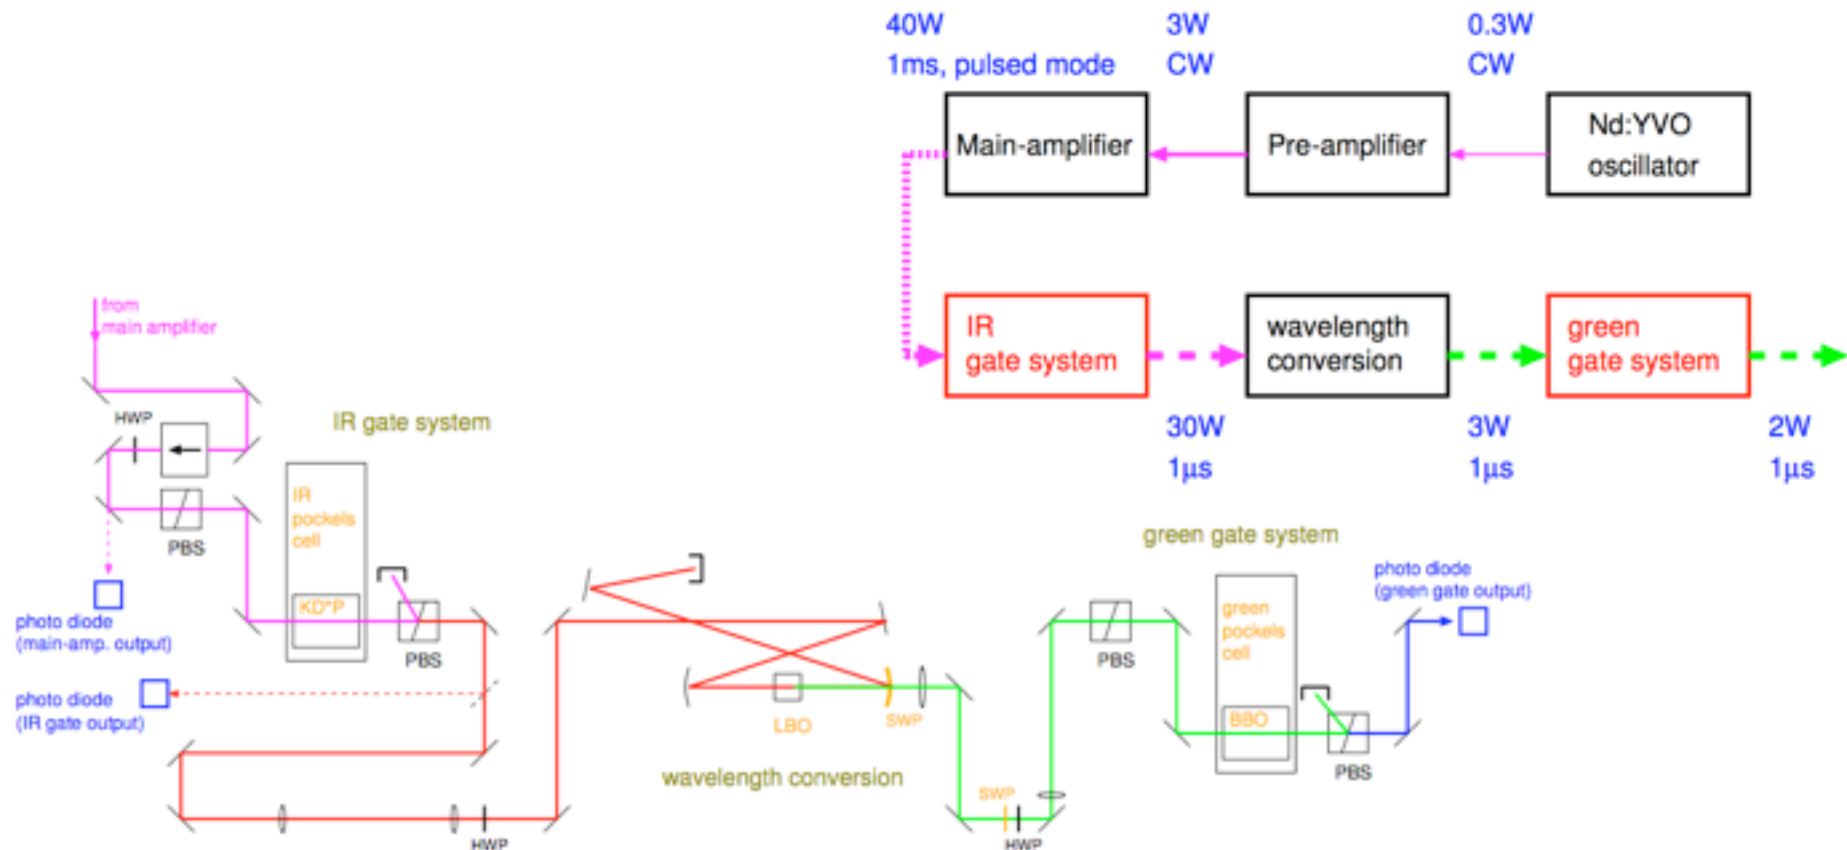 40W
1ms, pulsed mode
3W
CW
0.3W
CW
Main-amplifier
Pre-amplifier
Nd:YVO
oscillator
IR
gate system
wavelength
conversion
green
gate system
30W
1μs
3W
1μs
2W
1μs
from
main amplifier
HWP
IR gate system
IR
pockels
cell
PBS
KD*P
PBS
photo diode
(main-amp. output)
photo diode
(IR gate output)
HWP
LBO
SWP
wavelength conversion
SWP
HWP
green gate system
PBS
green
pockels
cell
BBO
PBS
photo diode
(green gate output)